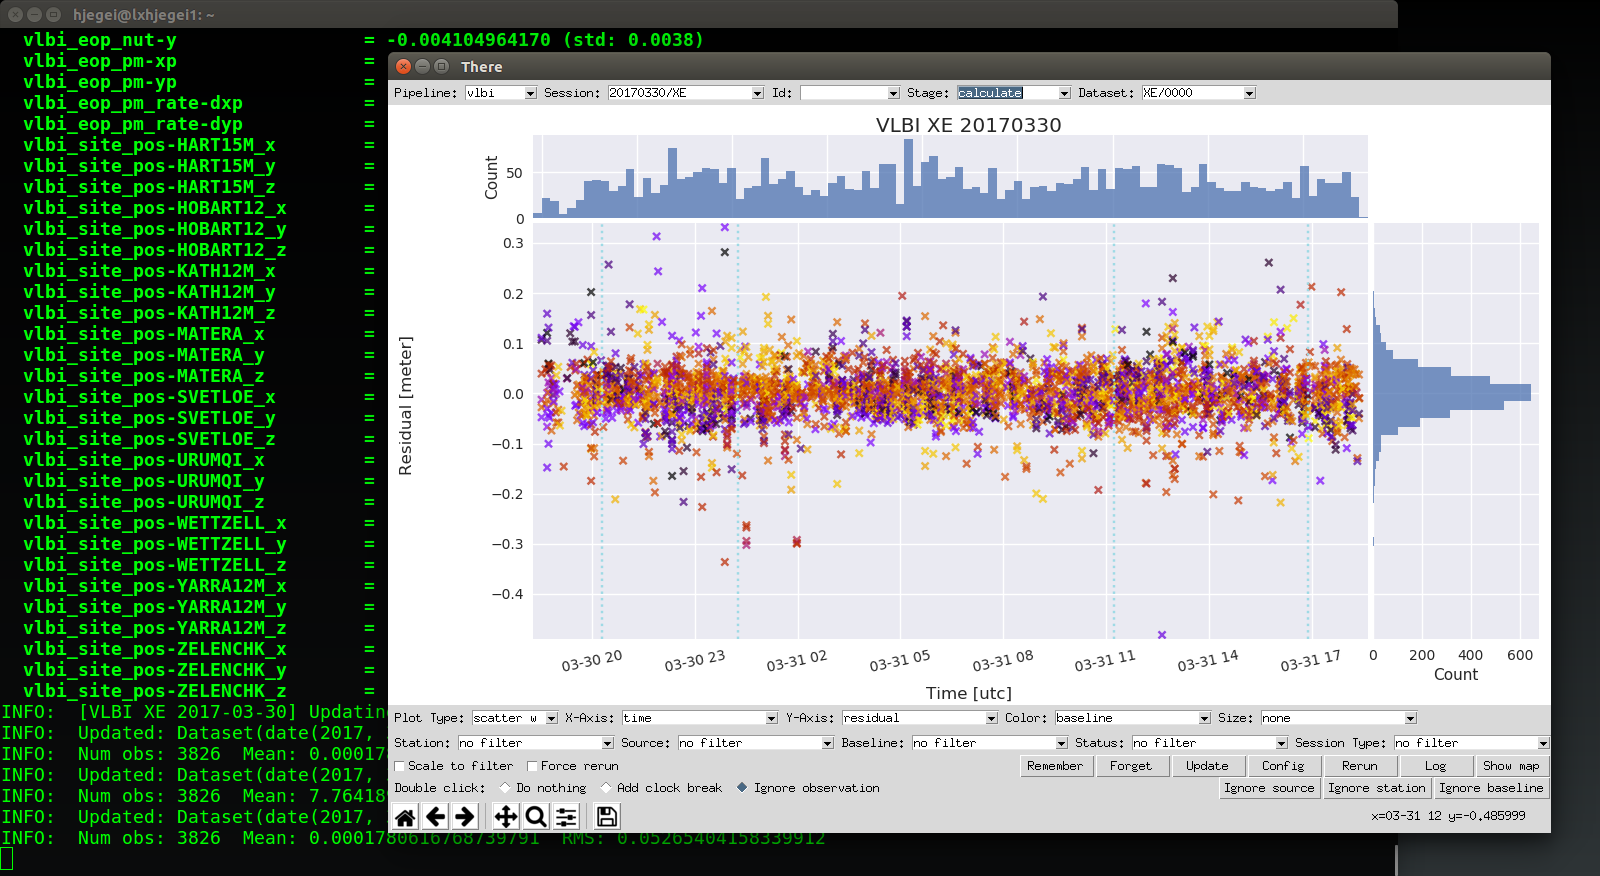 hjegei@lxhjegei1: ~
vlbi_eop_nut-y = -0.004104964170 (std: 0.0038)
vlbi_eop_pm-xp =
vlbi_eop_pm-yp =
vlbi_eop_pm_rate-dxp =
vlbi_eop_pm_rate-dyp =
vlbi_site_pos-HART15M_x =
vlbi_site_pos-HART15M_y =
vlbi_site_pos-HART15M_z =
vlbi_site_pos-HOBART12_x =
vlbi_site_pos-HOBART12_y =
vlbi_site_pos-HOBART12_z =
vlbi_site_pos-KATH12M_x =
vlbi_site_pos-KATH12M_y =
vlbi_site_pos-KATH12M_z =
vlbi_site_pos-MATERA_x =
vlbi_site_pos-MATERA_y =
vlbi_site_pos-MATERA_z =
vlbi_site_pos-SVETLOE_x =
vlbi_site_pos-SVETLOE_y =
vlbi_site_pos-SVETLOE_z =
vlbi_site_pos-URUMQI_x =
vlbi_site_pos-URUMQI_y =
vlbi_site_pos-URUMQI_z =
vlbi_site_pos-WETTZELL_x =
vlbi_site_pos-WETTZELL_y =
vlbi_site_pos-WETTZELL_z =
vlbi_site_pos-YARRA12M_x =
vlbi_site_pos-YARRA12M_y =
vlbi_site_pos-YARRA12M_z =
vlbi_site_pos-ZELENCHK_x =
vlbi_site_pos-ZELENCHK_y =
vlbi_site_pos-ZELENCHK_z =
INFO: [VLBI XE 2017-03-30] Updating
INFO: Updated: Dataset(date(2017,
INFO: Num obs: 3826 Mean: 0.000178
INFO: Updated: Dataset(date(2017,
INFO: Num obs: 3826 Mean: 7.764189
INFO: Updated: Dataset(date(2017,
INFO: Num obs: 3826 Mean: 0.0001780616768739791 RMS: 0.05265404158339912
There
Pipeline: vlbi Session: 20170330/XE Id: Stage: calculate Dataset: XE/0000
VLBI XE 20170330
Count
50
0
Residual [meter]
0.3
0.2
0.1
0.0
−0.1
−0.2
−0.3
−0.4
03-30 20 03-30 23 03-31 02 03-31 05 03-31 08 03-31 11 03-31 14 03-31 17
Time [utc]
0 200 400 600
Count
Plot Type: scatter w X-Axis: time Y-Axis: residual Color: baseline Size: none
Station: no filter Source: no filter Baseline: no filter Status: no filter Session Type: no filter
Scale to filter Force rerun Remember Forget Update Config Rerun Log Show map
Double click: Do nothing Add clock break Ignore observation Ignore source Ignore station Ignore baseline
x=03-31 12 y=-0.485999